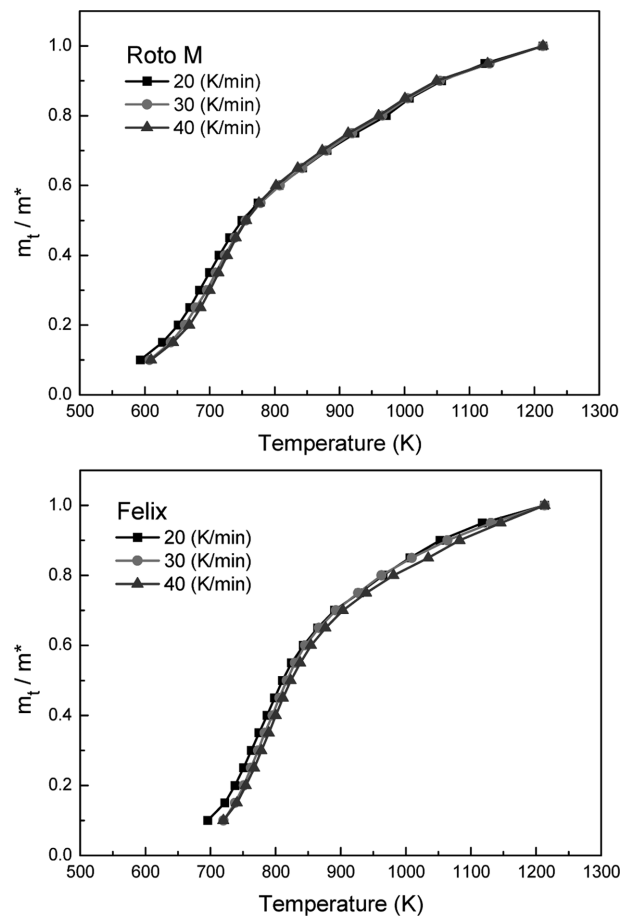 Roto M
20 (K/min)
30 (K/min)
40 (K/min)
1.0
0.8
0.6
0.4
0.2
0.0
mt / m*
500 600 700 800 900 1000 1100 1200 1300
Temperature (K)
Felix
20 (K/min)
30 (K/min)
40 (K/min)
1.0
0.8
0.6
0.4
0.2
0.0
mt / m*
500 600 700 800 900 1000 1100 1200 1300
Temperature (K)